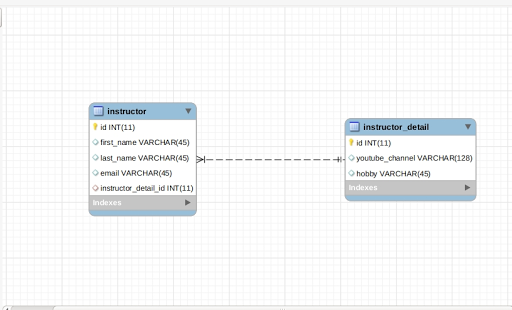 instructor
id INT(11)
first_name VARCHAR(45)
last_name VARCHAR(45)
email VARCHAR(45)
instructor_detail_id INT(11)
Indexes
instructor_detail
id INT(11)
youtube_channel VARCHAR(128)
hobby VARCHAR(45)
Indexes